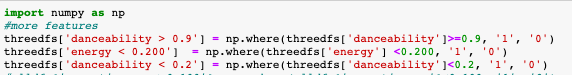 import numpy as np
#more features
threedfs['danceability > 0.9'] = np.where(threedfs['danceability']>=0.9, '1', '0')
threedfs['energy < 0.200']  = np.where(threedfs['energy'] <0.200, '1', '0')
threedfs['danceability < 0.2'] = np.where(threedfs['danceability']<0.2, '1', '0')